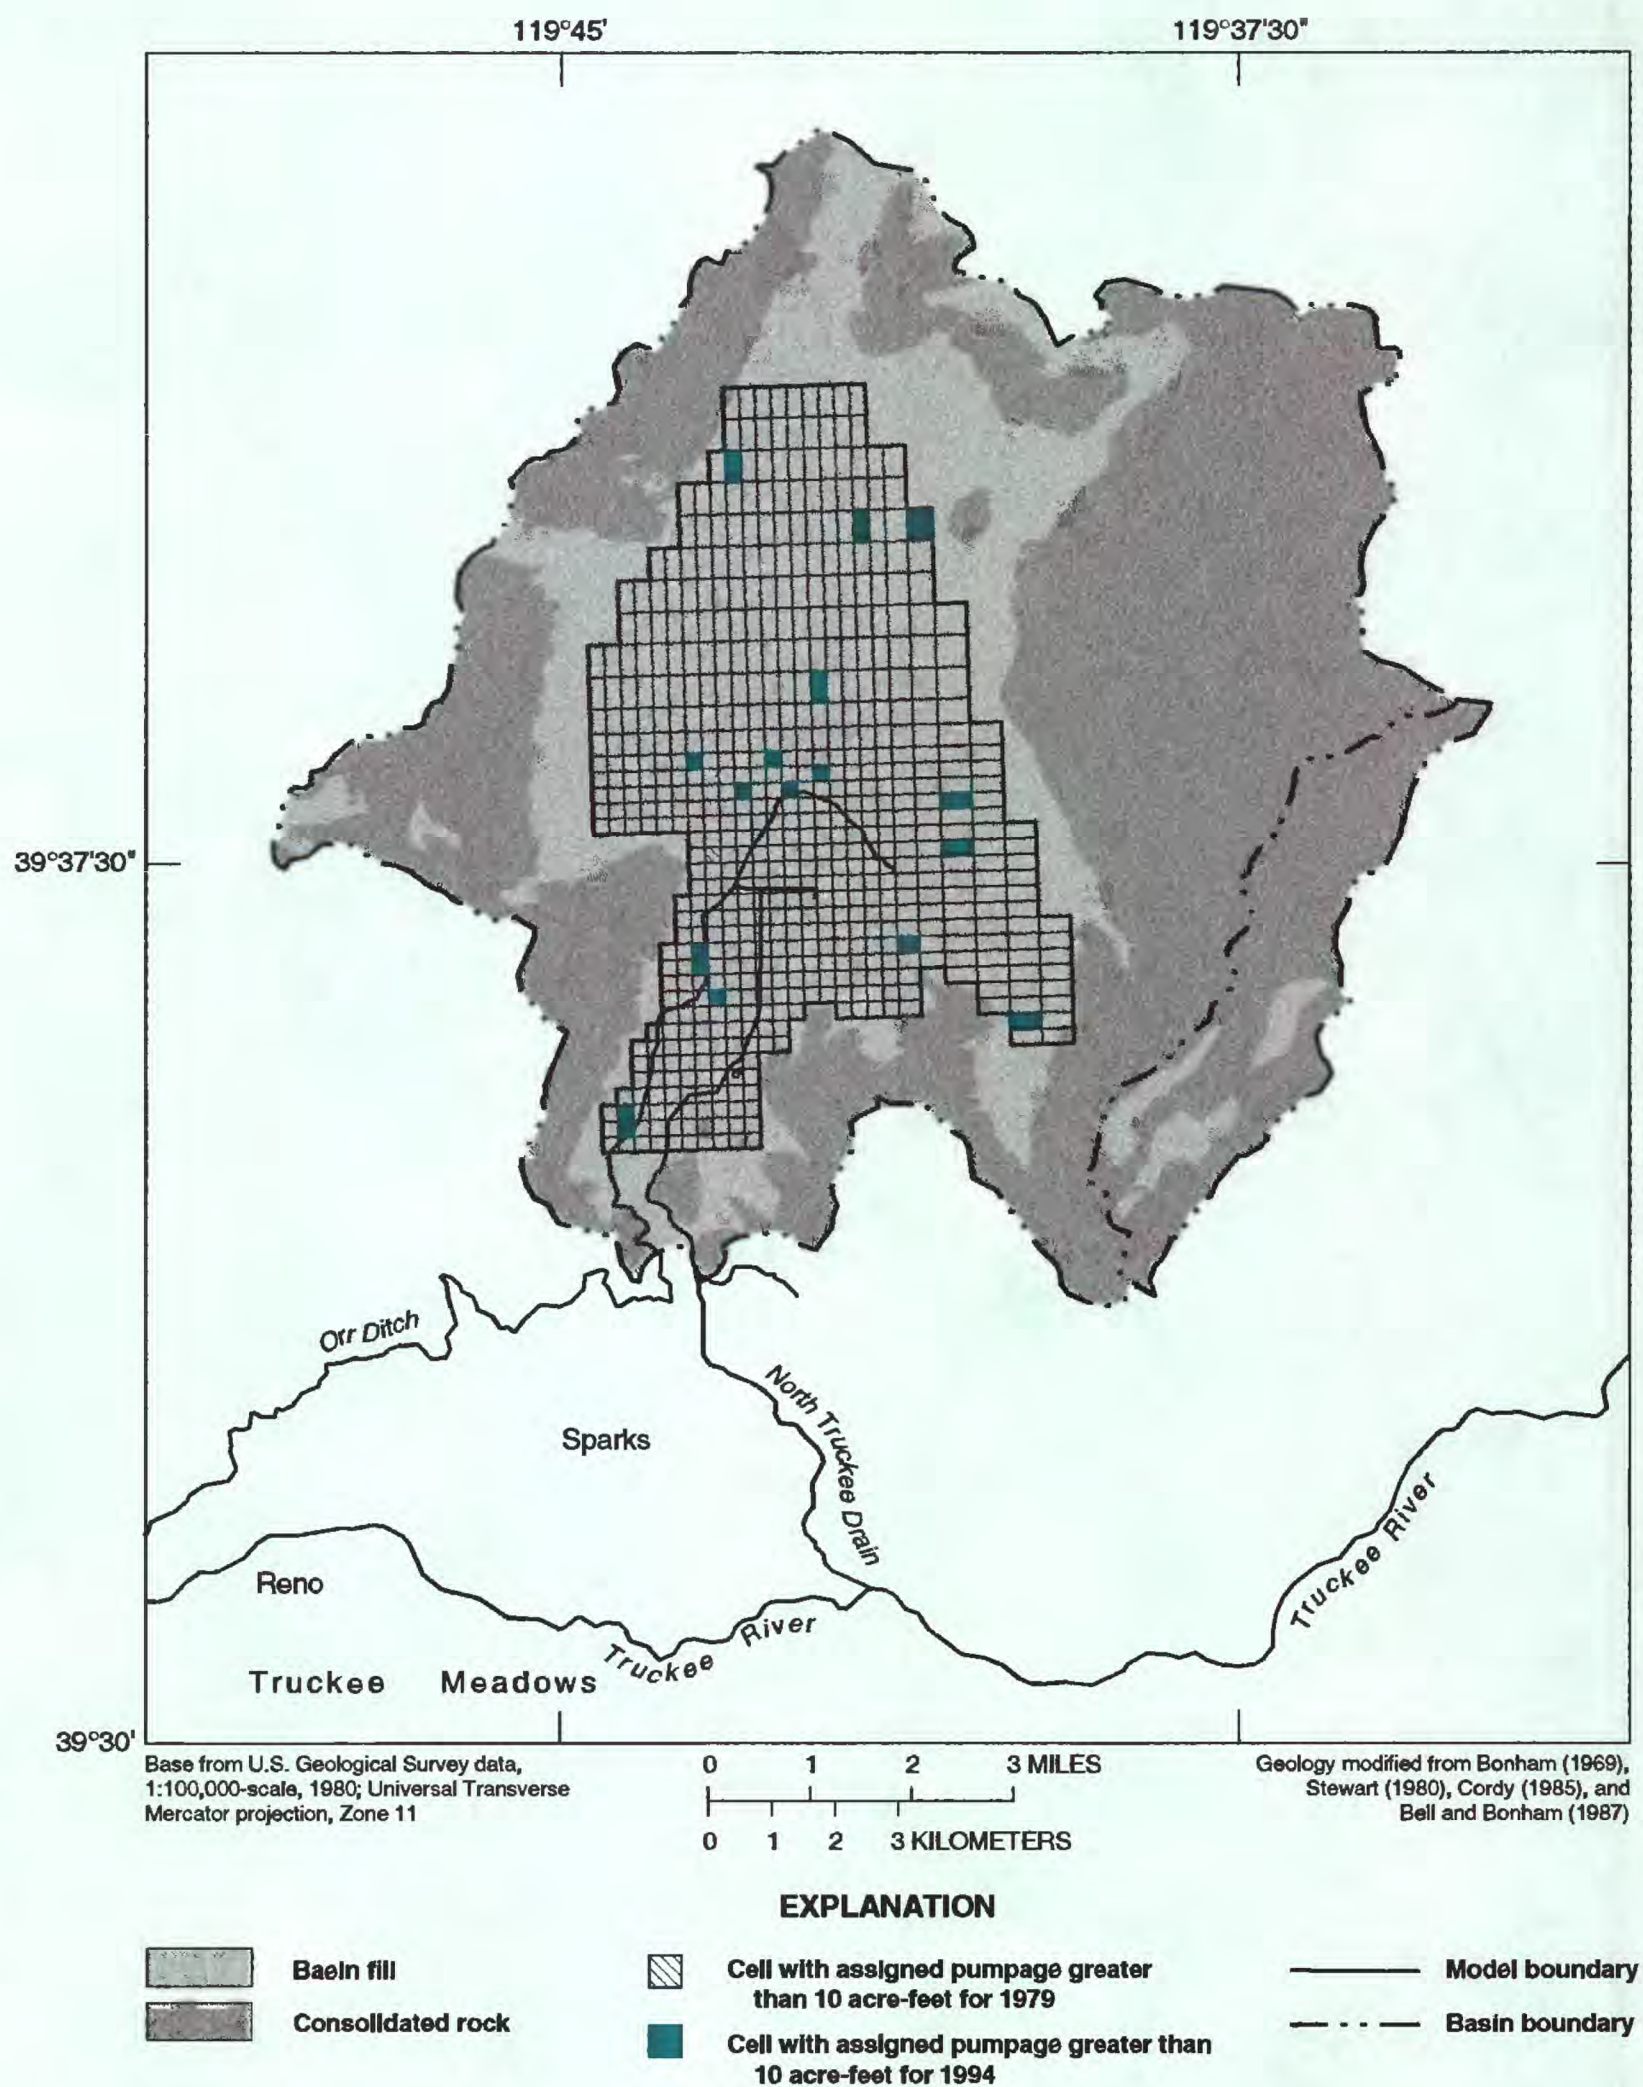 119°45'
119°37'30"
39°37'30"
Orr Ditch
North Truckee Drain
Sparks
Reno
Truckee River
Truckee River
Truckee Meadows
39°30'
Base from U.S. Geological Survey data,
1:100,000-scale, 1980; Universal Transverse
Mercator projection, Zone 11
0 1 2 3 MILES
0 1 2 3 KILOMETERS
Geology modified from Bonham (1969),
Stewart (1980), Cordy (1985), and
Bell and Bonham (1987)
EXPLANATION
Basin fill
Consolidated rock
Cell with assigned pumpage greater
than 10 acre-feet for 1979
Cell with assigned pumpage greater than
10 acre-feet for 1994
Model boundary
Basin boundary